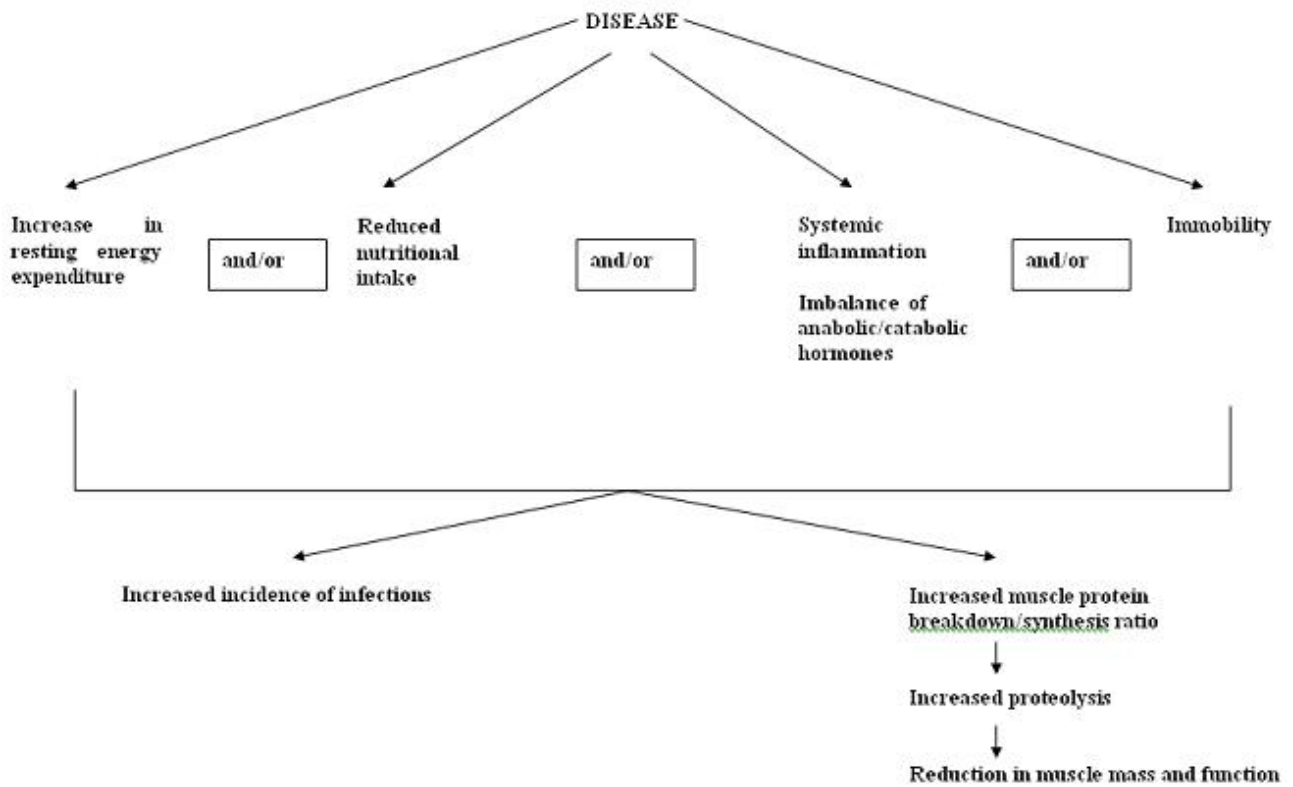 DISEASE
Increase in
resting energy
expenditure
and/or
Reduced
nutritional
intake
and/or
Systemic
inflammation
Imbalance of
anabolic/catabolic
hormones
and/or
Immobility
Increased incidence of infections
Increased muscle protein
breakdown/synthesis ratio
Increased proteolysis
Reduction in muscle mass and function